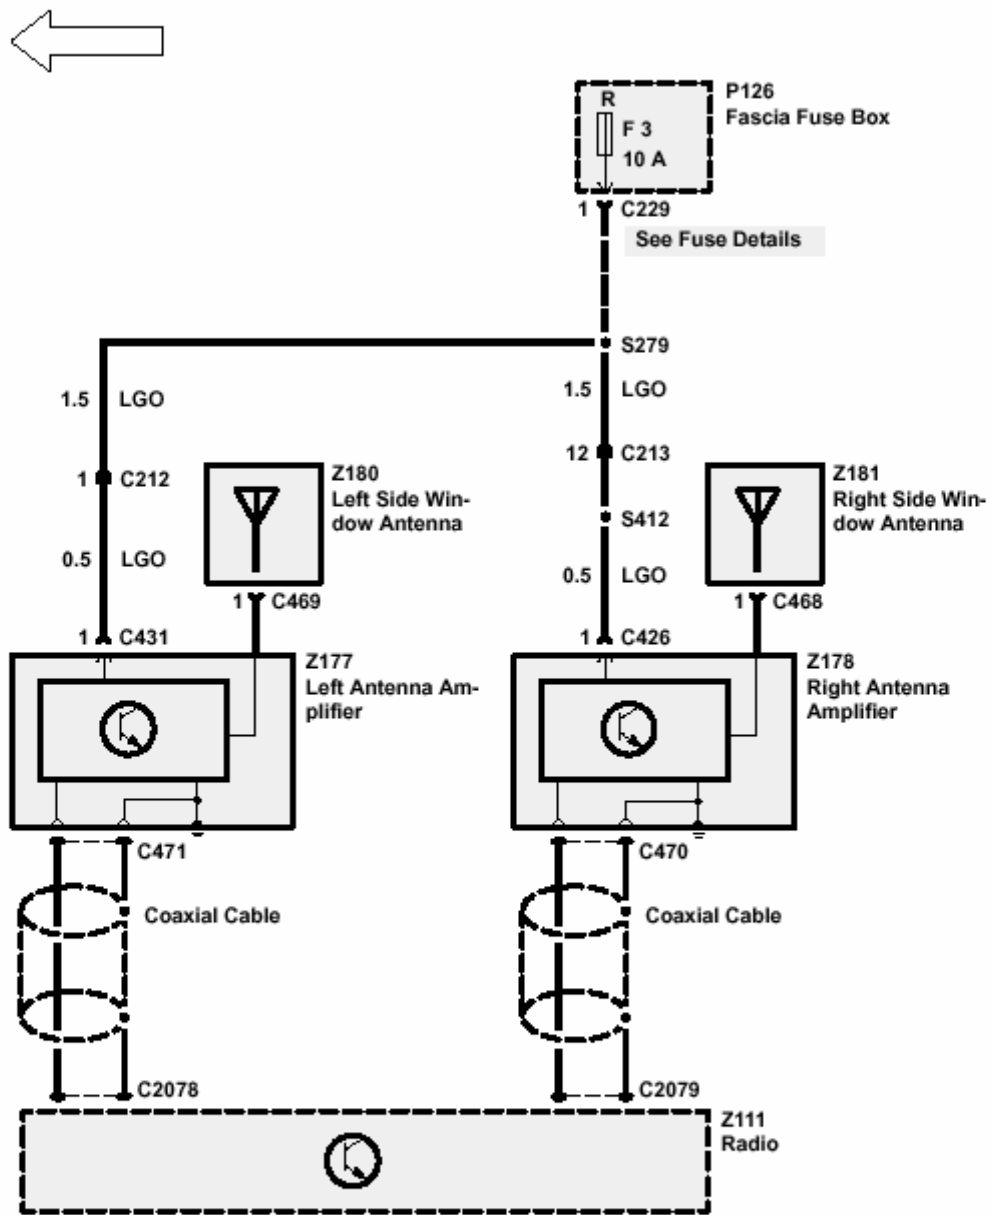 R
F 3
10 A
P126
Fascia Fuse Box
1 C229
See Fuse Details
S279
1.5 LGO
1.5 LGO
12 C213
1 C212
Z180
Left Side Win-
dow Antenna
Z181
Right Side Win-
dow Antenna
S412
0.5 LGO
0.5 LGO
1 C469
1 C468
1 C431
1 C426
Z177
Left Antenna Am-
plifier
Z178
Right Antenna
Amplifier
C471
C470
Coaxial Cable
Coaxial Cable
C2078
C2079
Z111
Radio